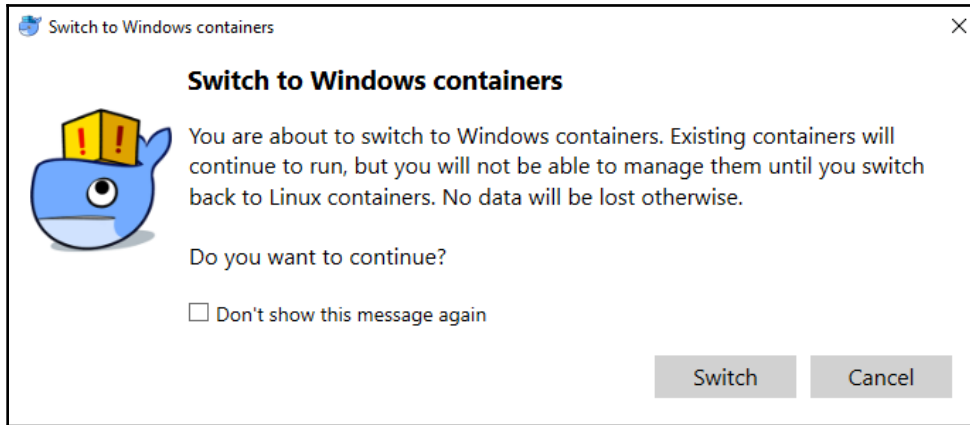 Switch to Windows containers
Switch to Windows containers
! !
You are about to switch to Windows containers. Existing containers will
continue to run, but you will not be able to manage them until you switch
back to Linux containers. No data will be lost otherwise.
Do you want to continue?
Don't show this message again
Switch Cancel